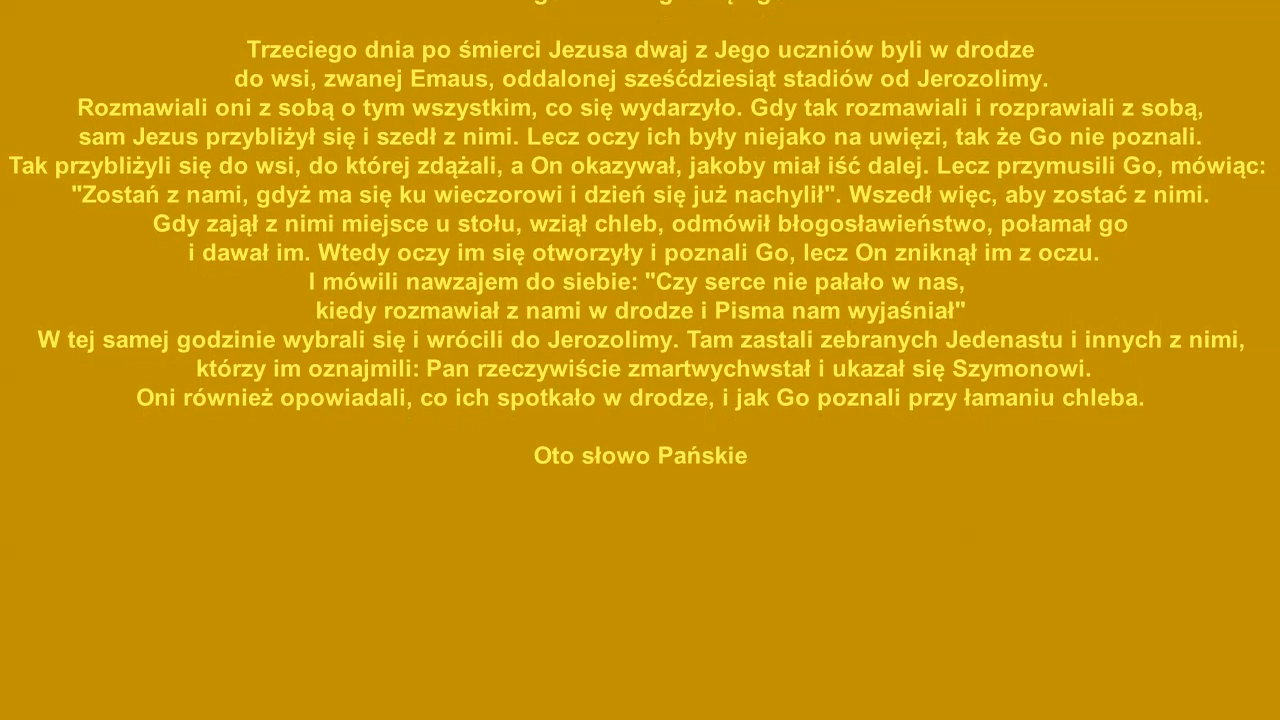 Trzeciego dnia po śmierci Jezusa dwaj z Jego uczniów byli w drodze
do wsi, zwanej Emaus, oddalonej sześćdziesiąt stadiów od Jerozolimy.
Rozmawiali oni z sobą o tym wszystkim, co się wydarzyło. Gdy tak rozmawiali i rozprawiali z sobą,
sam Jezus przybliżył się i szedł z nimi. Lecz oczy ich były niejako na uwięzi, tak że Go nie poznali.
Tak przybliżyli się do wsi, do której zdążali, a On okazywał, jakoby miał iść dalej. Lecz przymusili Go, mówiąc:
"Zostań z nami, gdyż ma się ku wieczorowi i dzień się już nachylił". Wszedł więc, aby zostać z nimi.
Gdy zajął z nimi miejsce u stołu, wziął chleb, odmówił błogosławieństwo, połamał go
i dawał im. Wtedy oczy im się otworzyły i poznali Go, lecz On zniknął im z oczu.
I mówili nawzajem do siebie: "Czy serce nie pałało w nas,
kiedy rozmawiał z nami w drodze i Pisma nam wyjaśniał"
W tej samej godzinie wybrali się i wrócili do Jerozolimy. Tam zastali zebranych Jedenastu i innych z nimi,
którzy im oznajmili: Pan rzeczywiście zmartwychwstał i ukazał się Szymonowi.
Oni również opowiadali, co ich spotkało w drodze, i jak Go poznali przy łamaniu chleba.
Oto słowo Pańskie